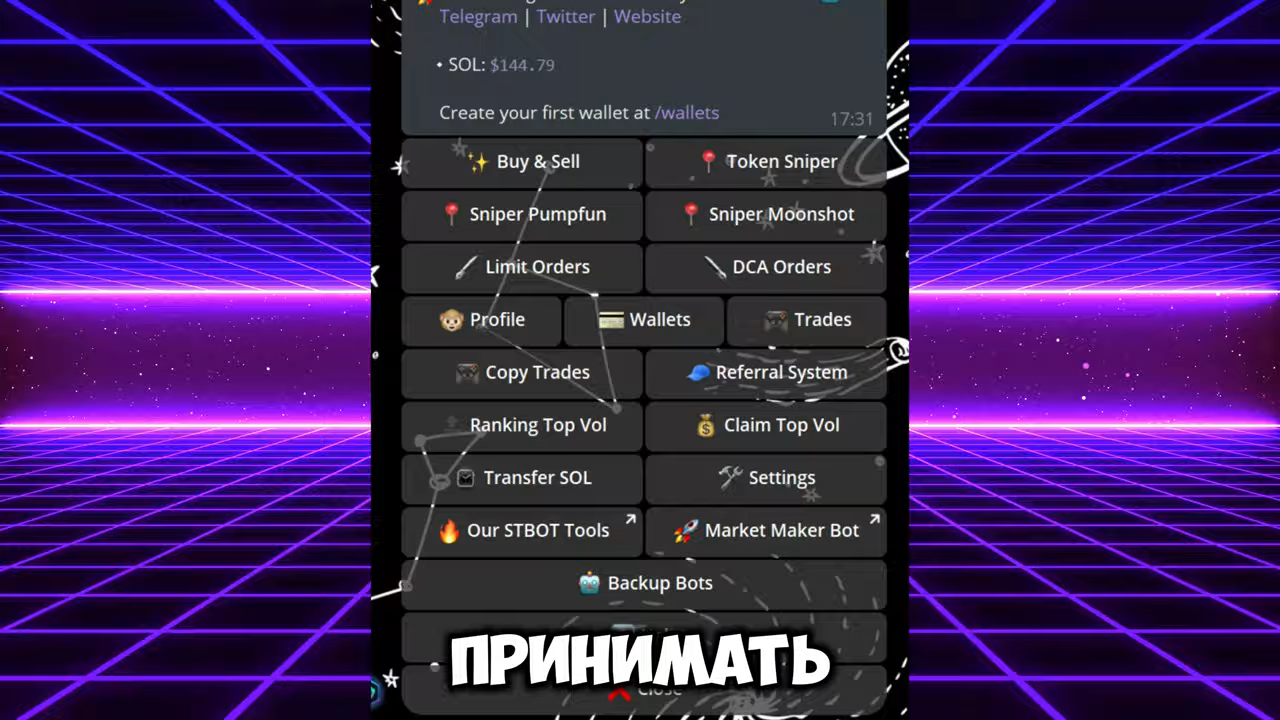 Telegram | Twitter | Website
• SOL: $144.79
Create your first wallet at /wallets
17:31
Buy & Sell
Token Sniper
Sniper Pumpfun
Sniper Moonshot
Limit Orders
DCA Orders
Profile
Wallets
Trades
Copy Trades
Referral System
Ranking Top Vol
Claim Top Vol
Transfer SOL
Settings
Our STBOT Tools
Market Maker Bot
Backup Bots
ПРИНИМАТЬ
Close